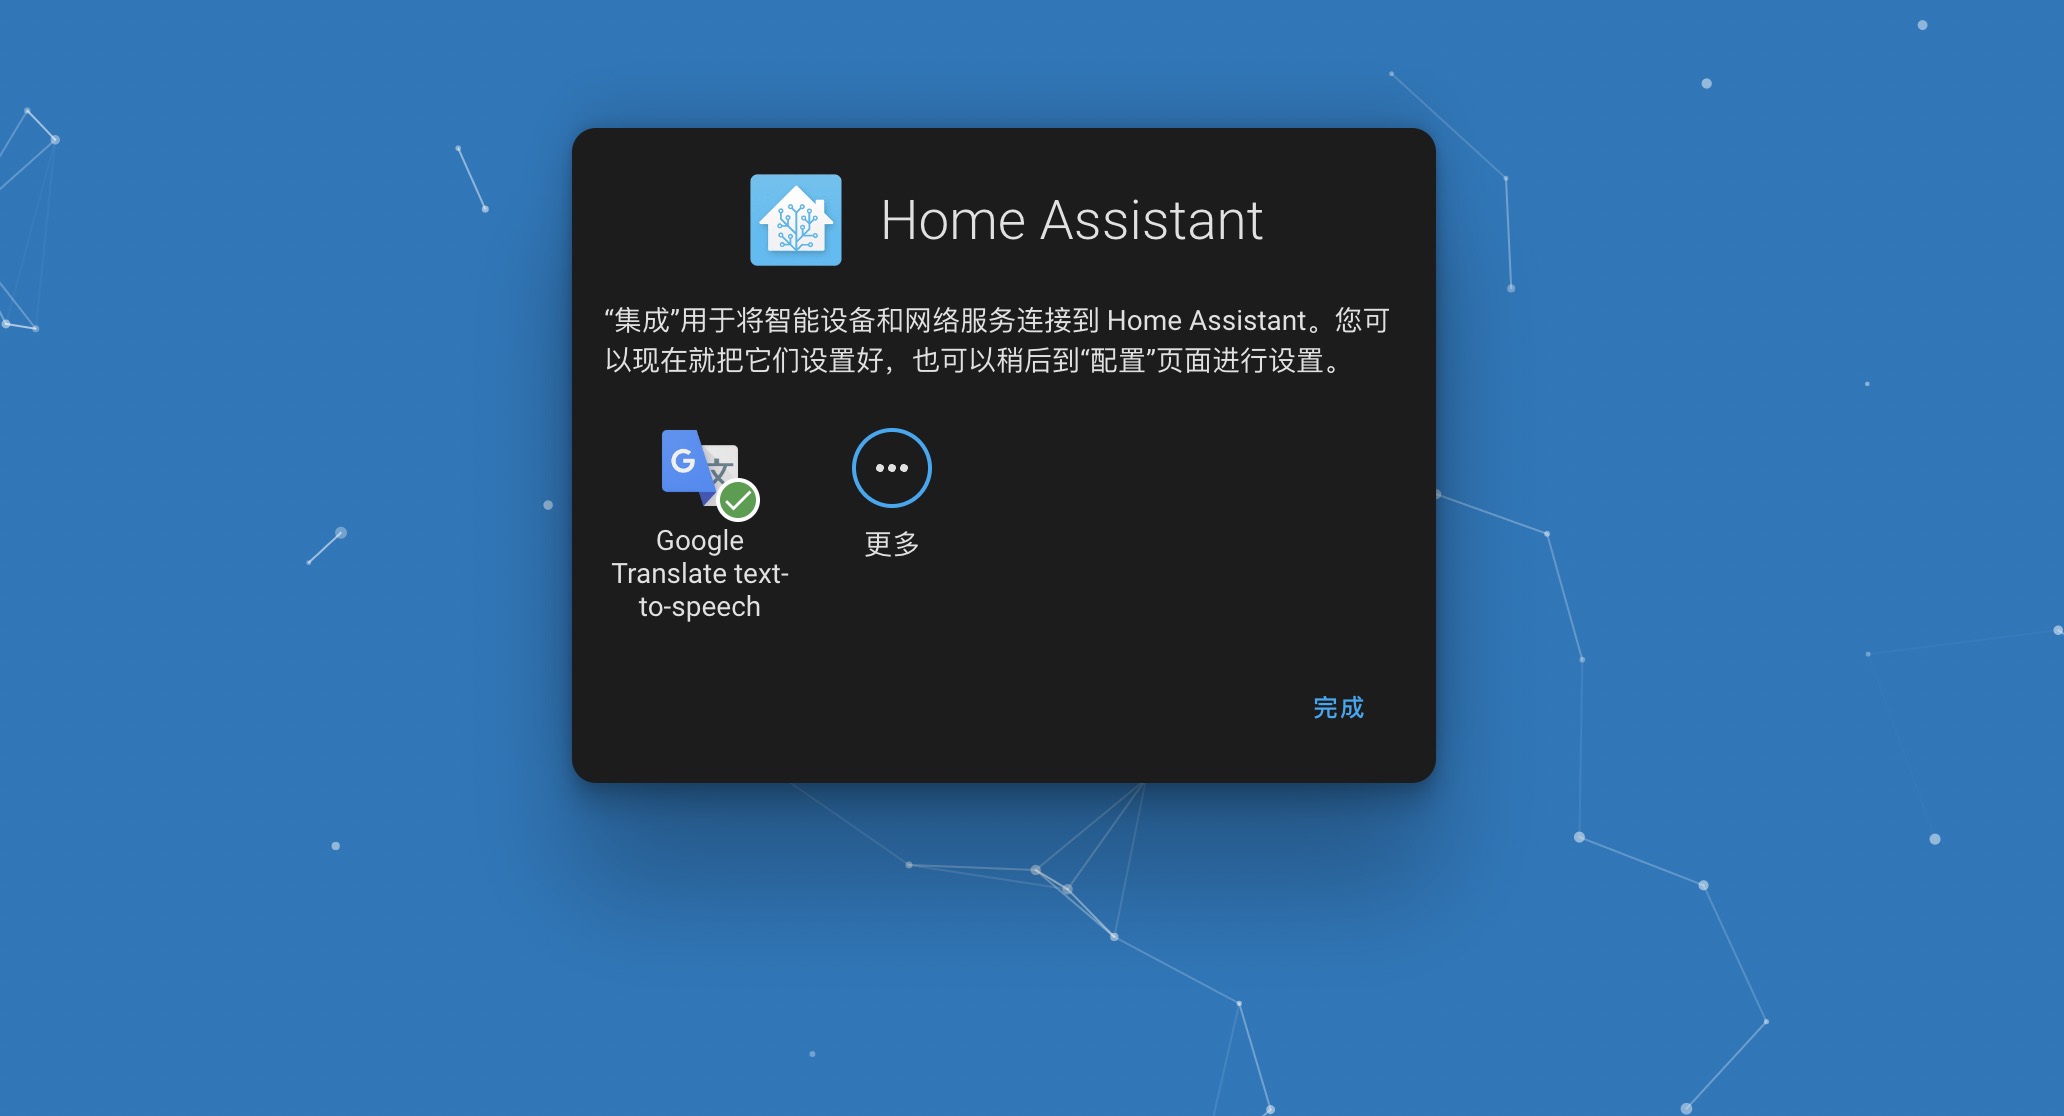 Home Assistant
“集成”用于将智能设备和网络服务连接到 Home Assistant。您可
以现在就把它们设置好，也可以稍后到“配置”页面进行设置。
G 文
Google
Translate text-
to-speech
更多
完成